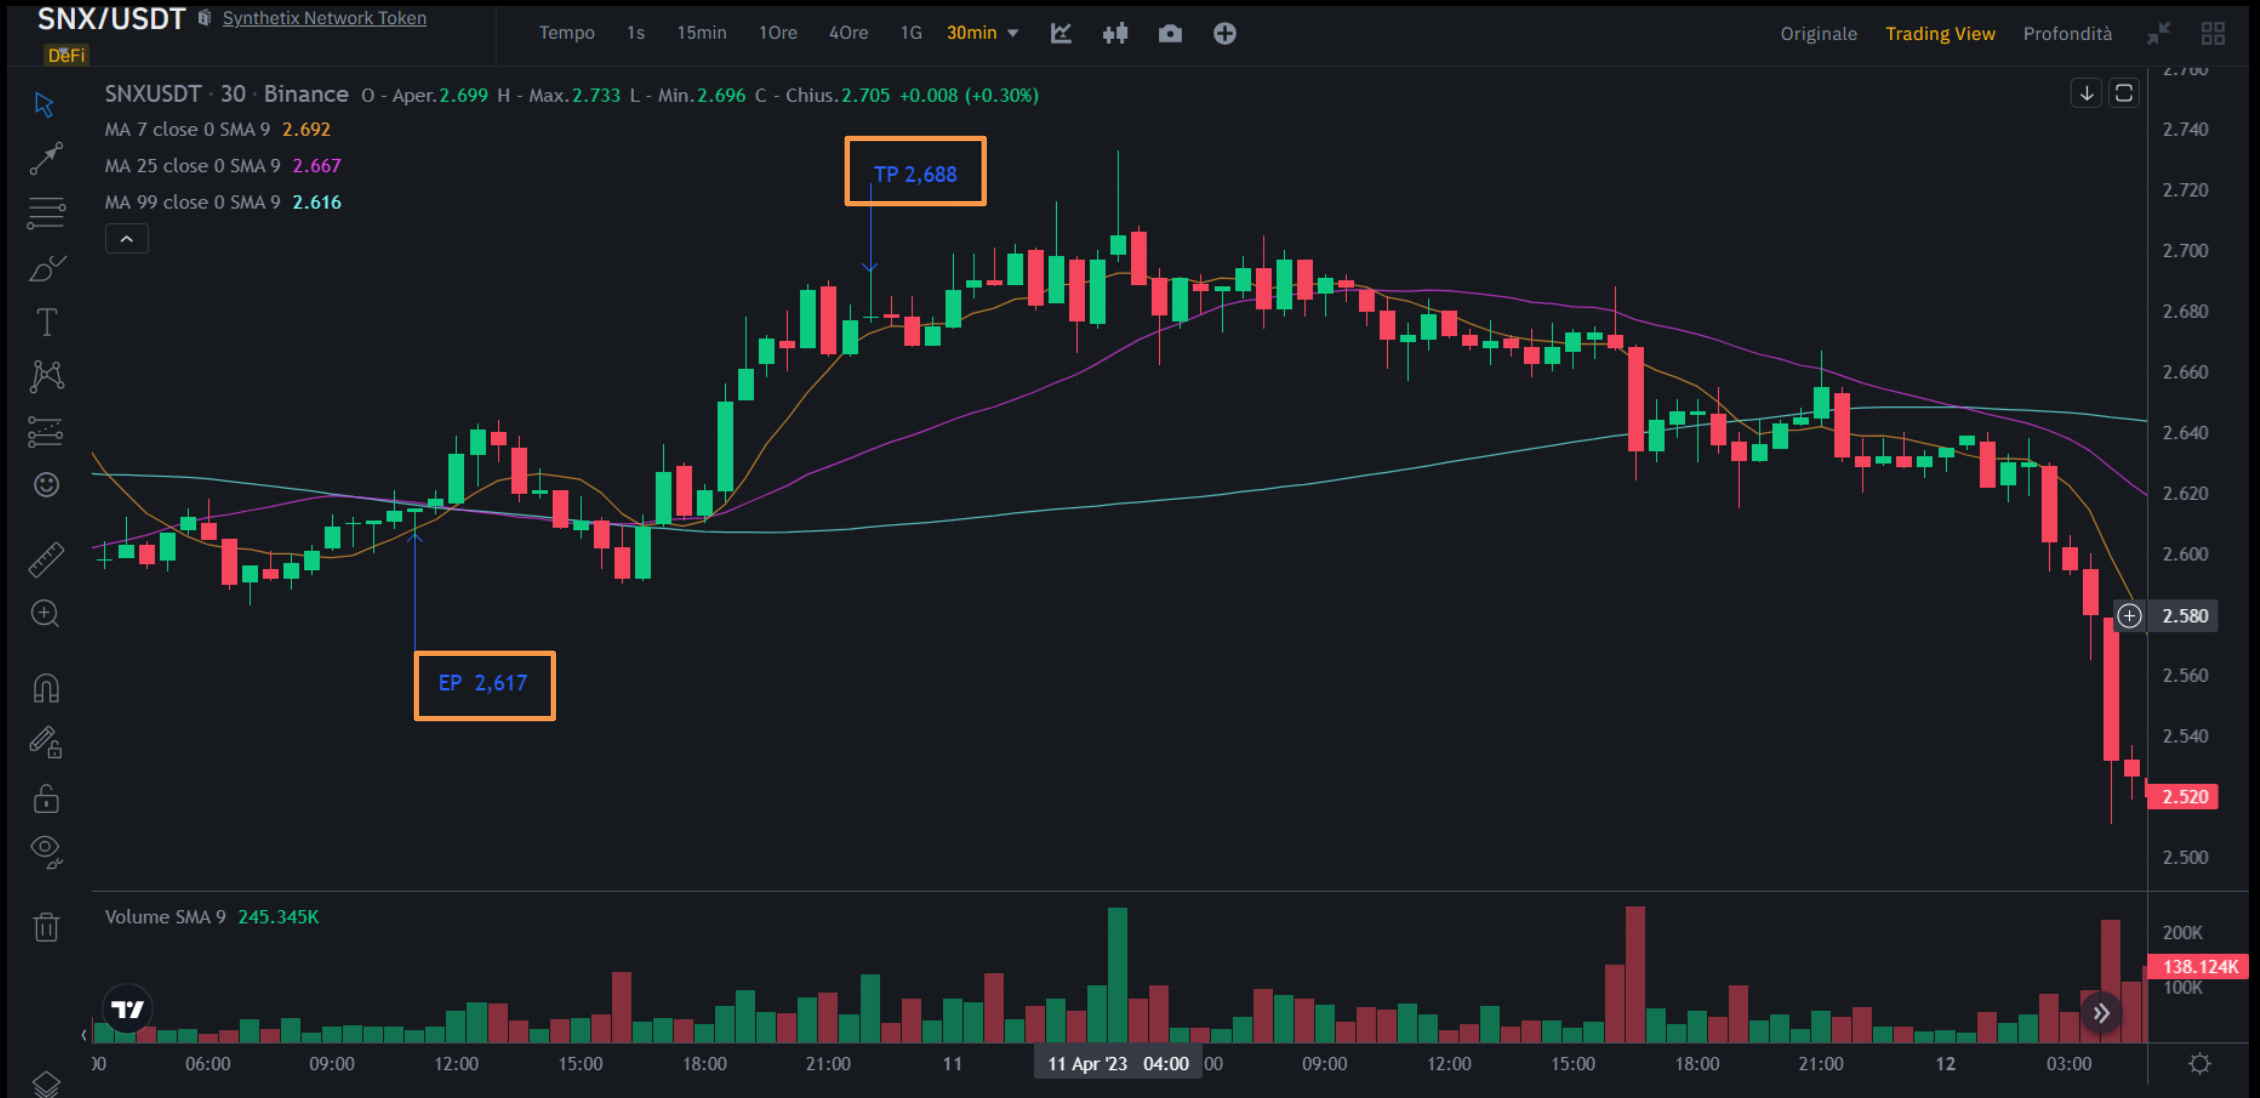 SNX/USDT Synthetix Network Token
DeFi
Tempo 1s 15min 1Ore 4Ore 1G 30min
Originale Trading View Profondità
SNXUSDT · 30 · Binance O - Aper.2.699 H - Max.2.733 L - Min.2.696 C - Chius.2.705 +0.008 (+0.30%)
MA 7 close 0 SMA 9 2.692
MA 25 close 0 SMA 9 2.667
MA 99 close 0 SMA 9 2.616
TP 2,688
EP 2,617
2.760
2.740
2.720
2.700
2.680
2.660
2.640
2.620
2.600
2.580
2.560
2.540
2.520
2.500
Volume SMA 9 245.345K
200K
138.124K
100K
06:00 09:00 12:00 15:00 18:00 21:00 11 11 Apr '23 04:00 :00 09:00 12:00 15:00 18:00 21:00 12 03:00